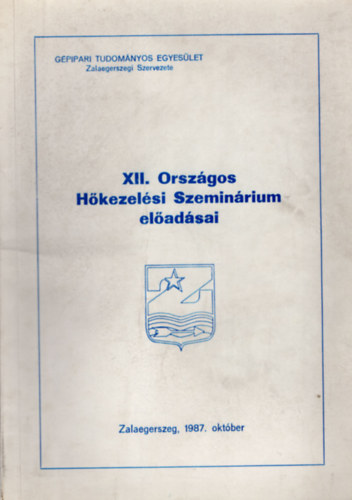 GÉPIPARI TUDOMÁNYOS EGYESÜLET
Zalaegerszegi Szervezete
XII. Országos
Hőkezelési Szeminárium
előadásai
Zalaegerszeg, 1987. október